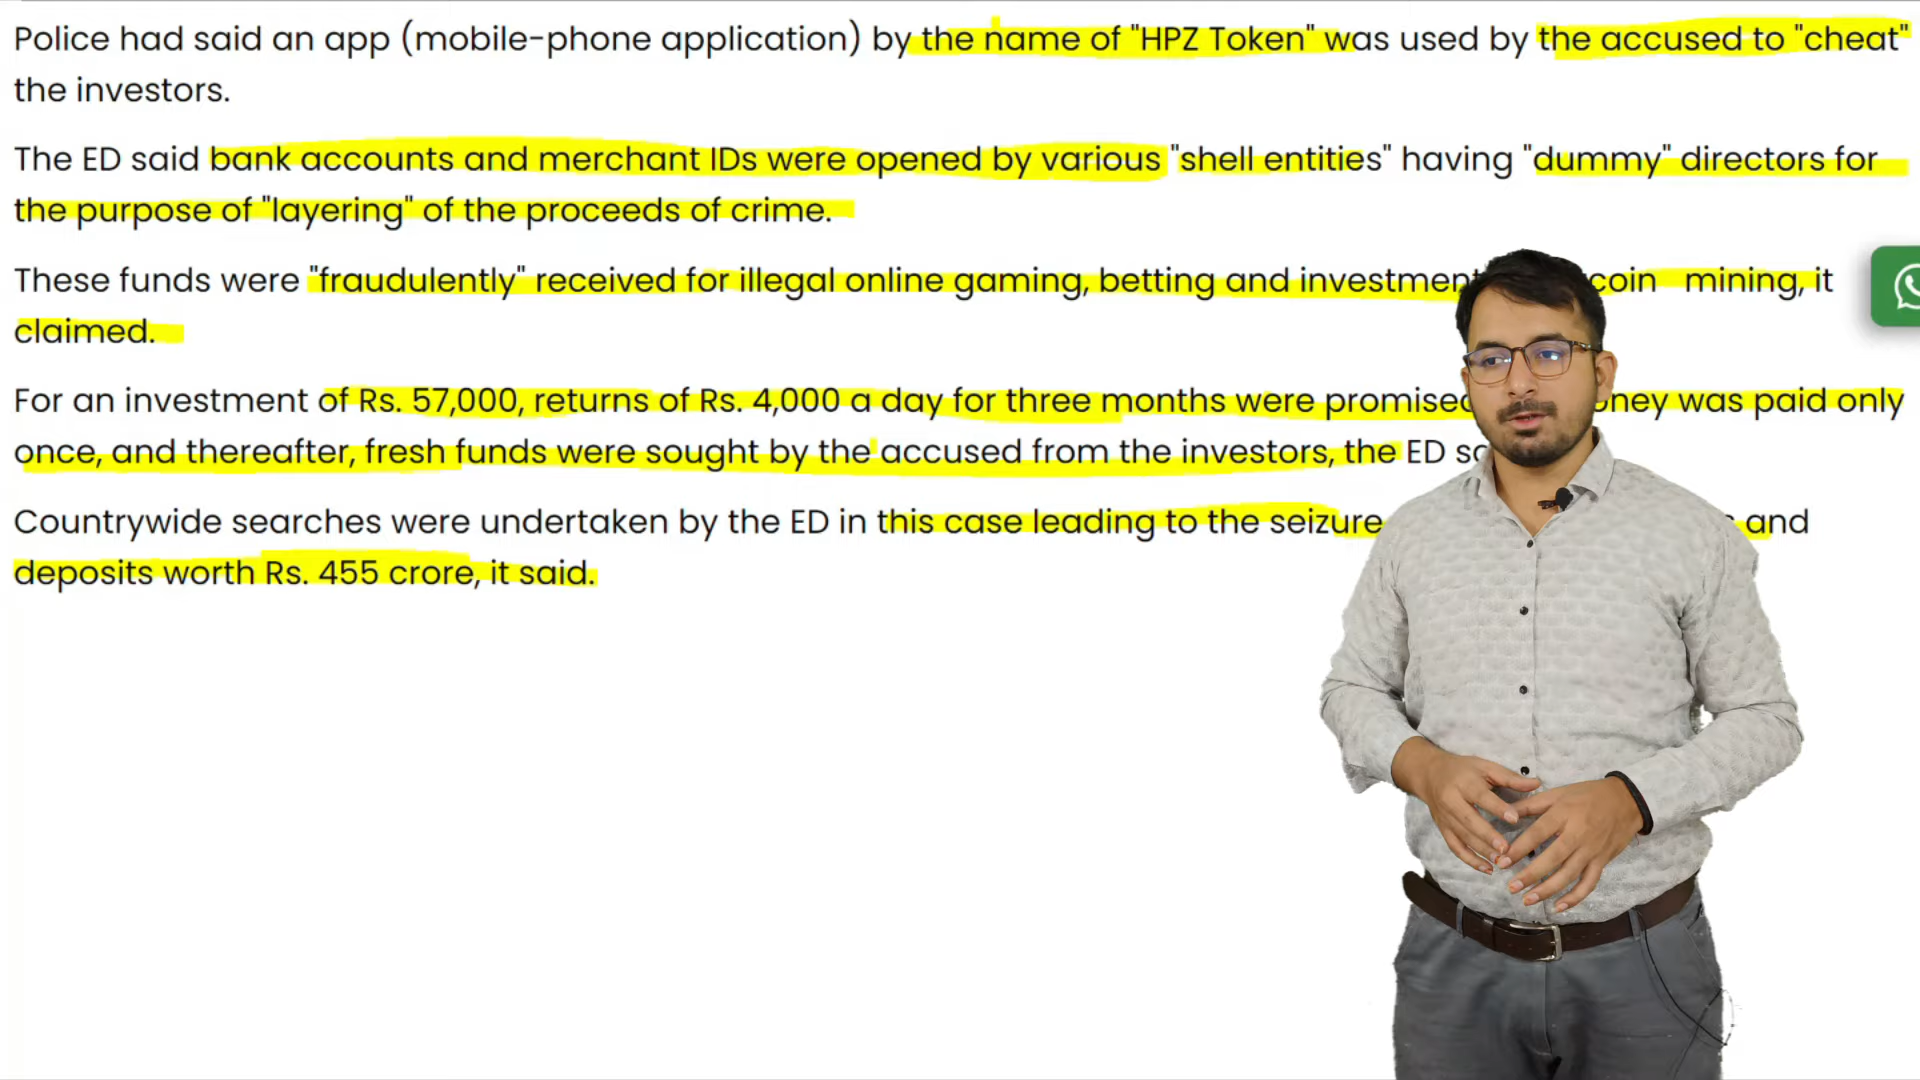 Police had said an app (mobile-phone application) by the name of "HPZ Token" was used by the accused to "cheat"
the investors.
The ED said bank accounts and merchant IDs were opened by various "shell entities" having "dummy" directors for
the purpose of "layering" of the proceeds of crime.
These funds were "fraudulently" received for illegal online gaming, betting and investment coin mining, it
claimed.
For an investment of Rs. 57,000, returns of Rs. 4,000 a day for three months were promised was paid only
once, and thereafter, fresh funds were sought by the accused from the investors, the ED
Countrywide searches were undertaken by the ED in this case leading to the seizure and
deposits worth Rs. 455 crore, it said.